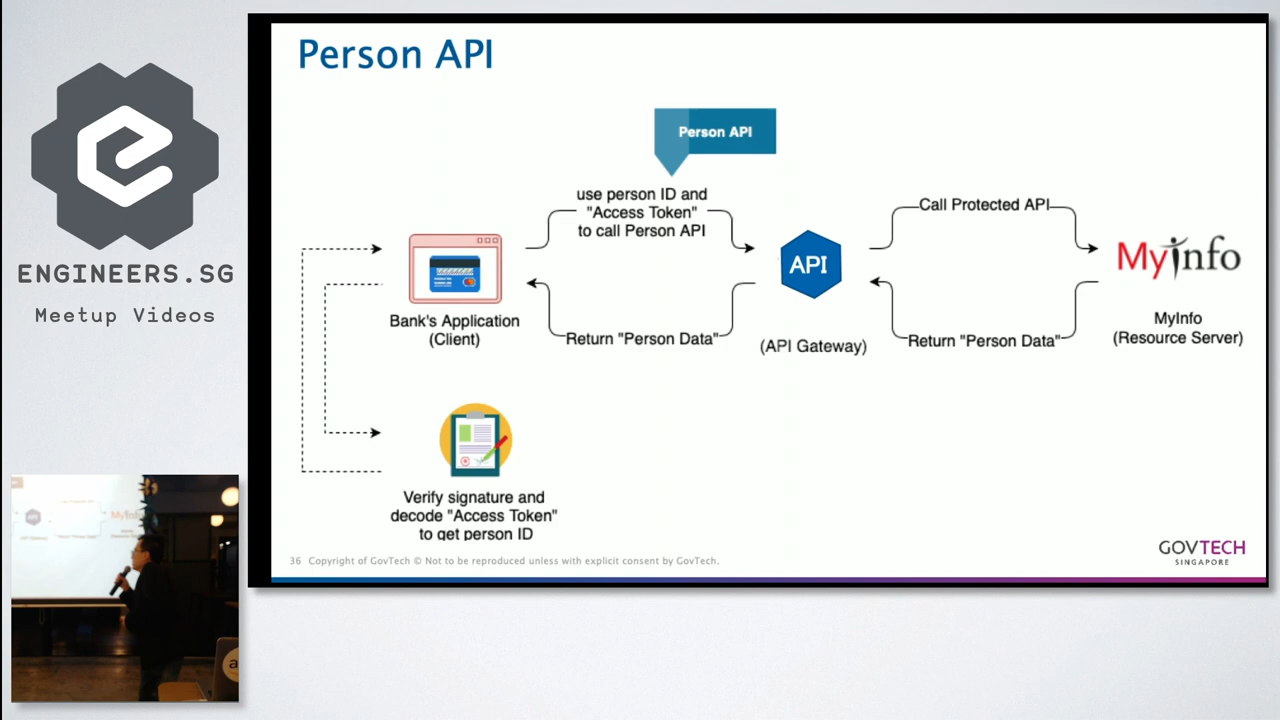 ENGINEERS.SG
Meetup Videos
Person API
Person API
use person ID and
"Access Token"
to call Person API
Call Protected API
API
MyInfo
Bank's Application
(Client)
Return "Person Data"
(API Gateway)
Return "Person Data"
MyInfo
(Resource Server)
Verify signature and
decode "Access Token"
to get person ID
36 Copyright of GovTech © Not to be reproduced unless with explicit consent by GovTech.
GOVTECH
SINGAPORE
API
MyInfo
a